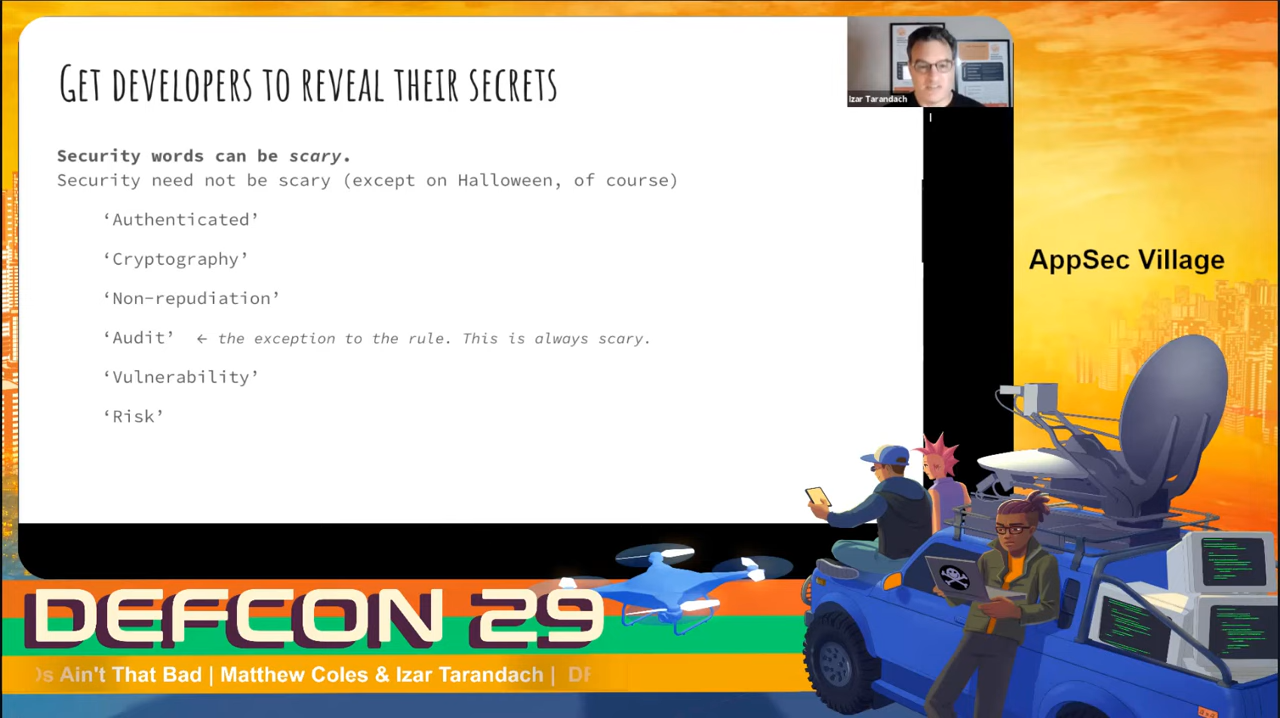 GET DEVELOPERS TO REVEAL THEIR SECRETS
Izar Tarandach
Security words can be scary.
Security need not be scary (except on Halloween, of course)
‘Authenticated’
‘Cryptography’
‘Non-repudiation’
‘Audit’ ← the exception to the rule. This is always scary.
‘Vulnerability’
‘Risk’
AppSec Village
DEFCON 29
Ain't That Bad | Matthew Coles & Izar Tarandach |